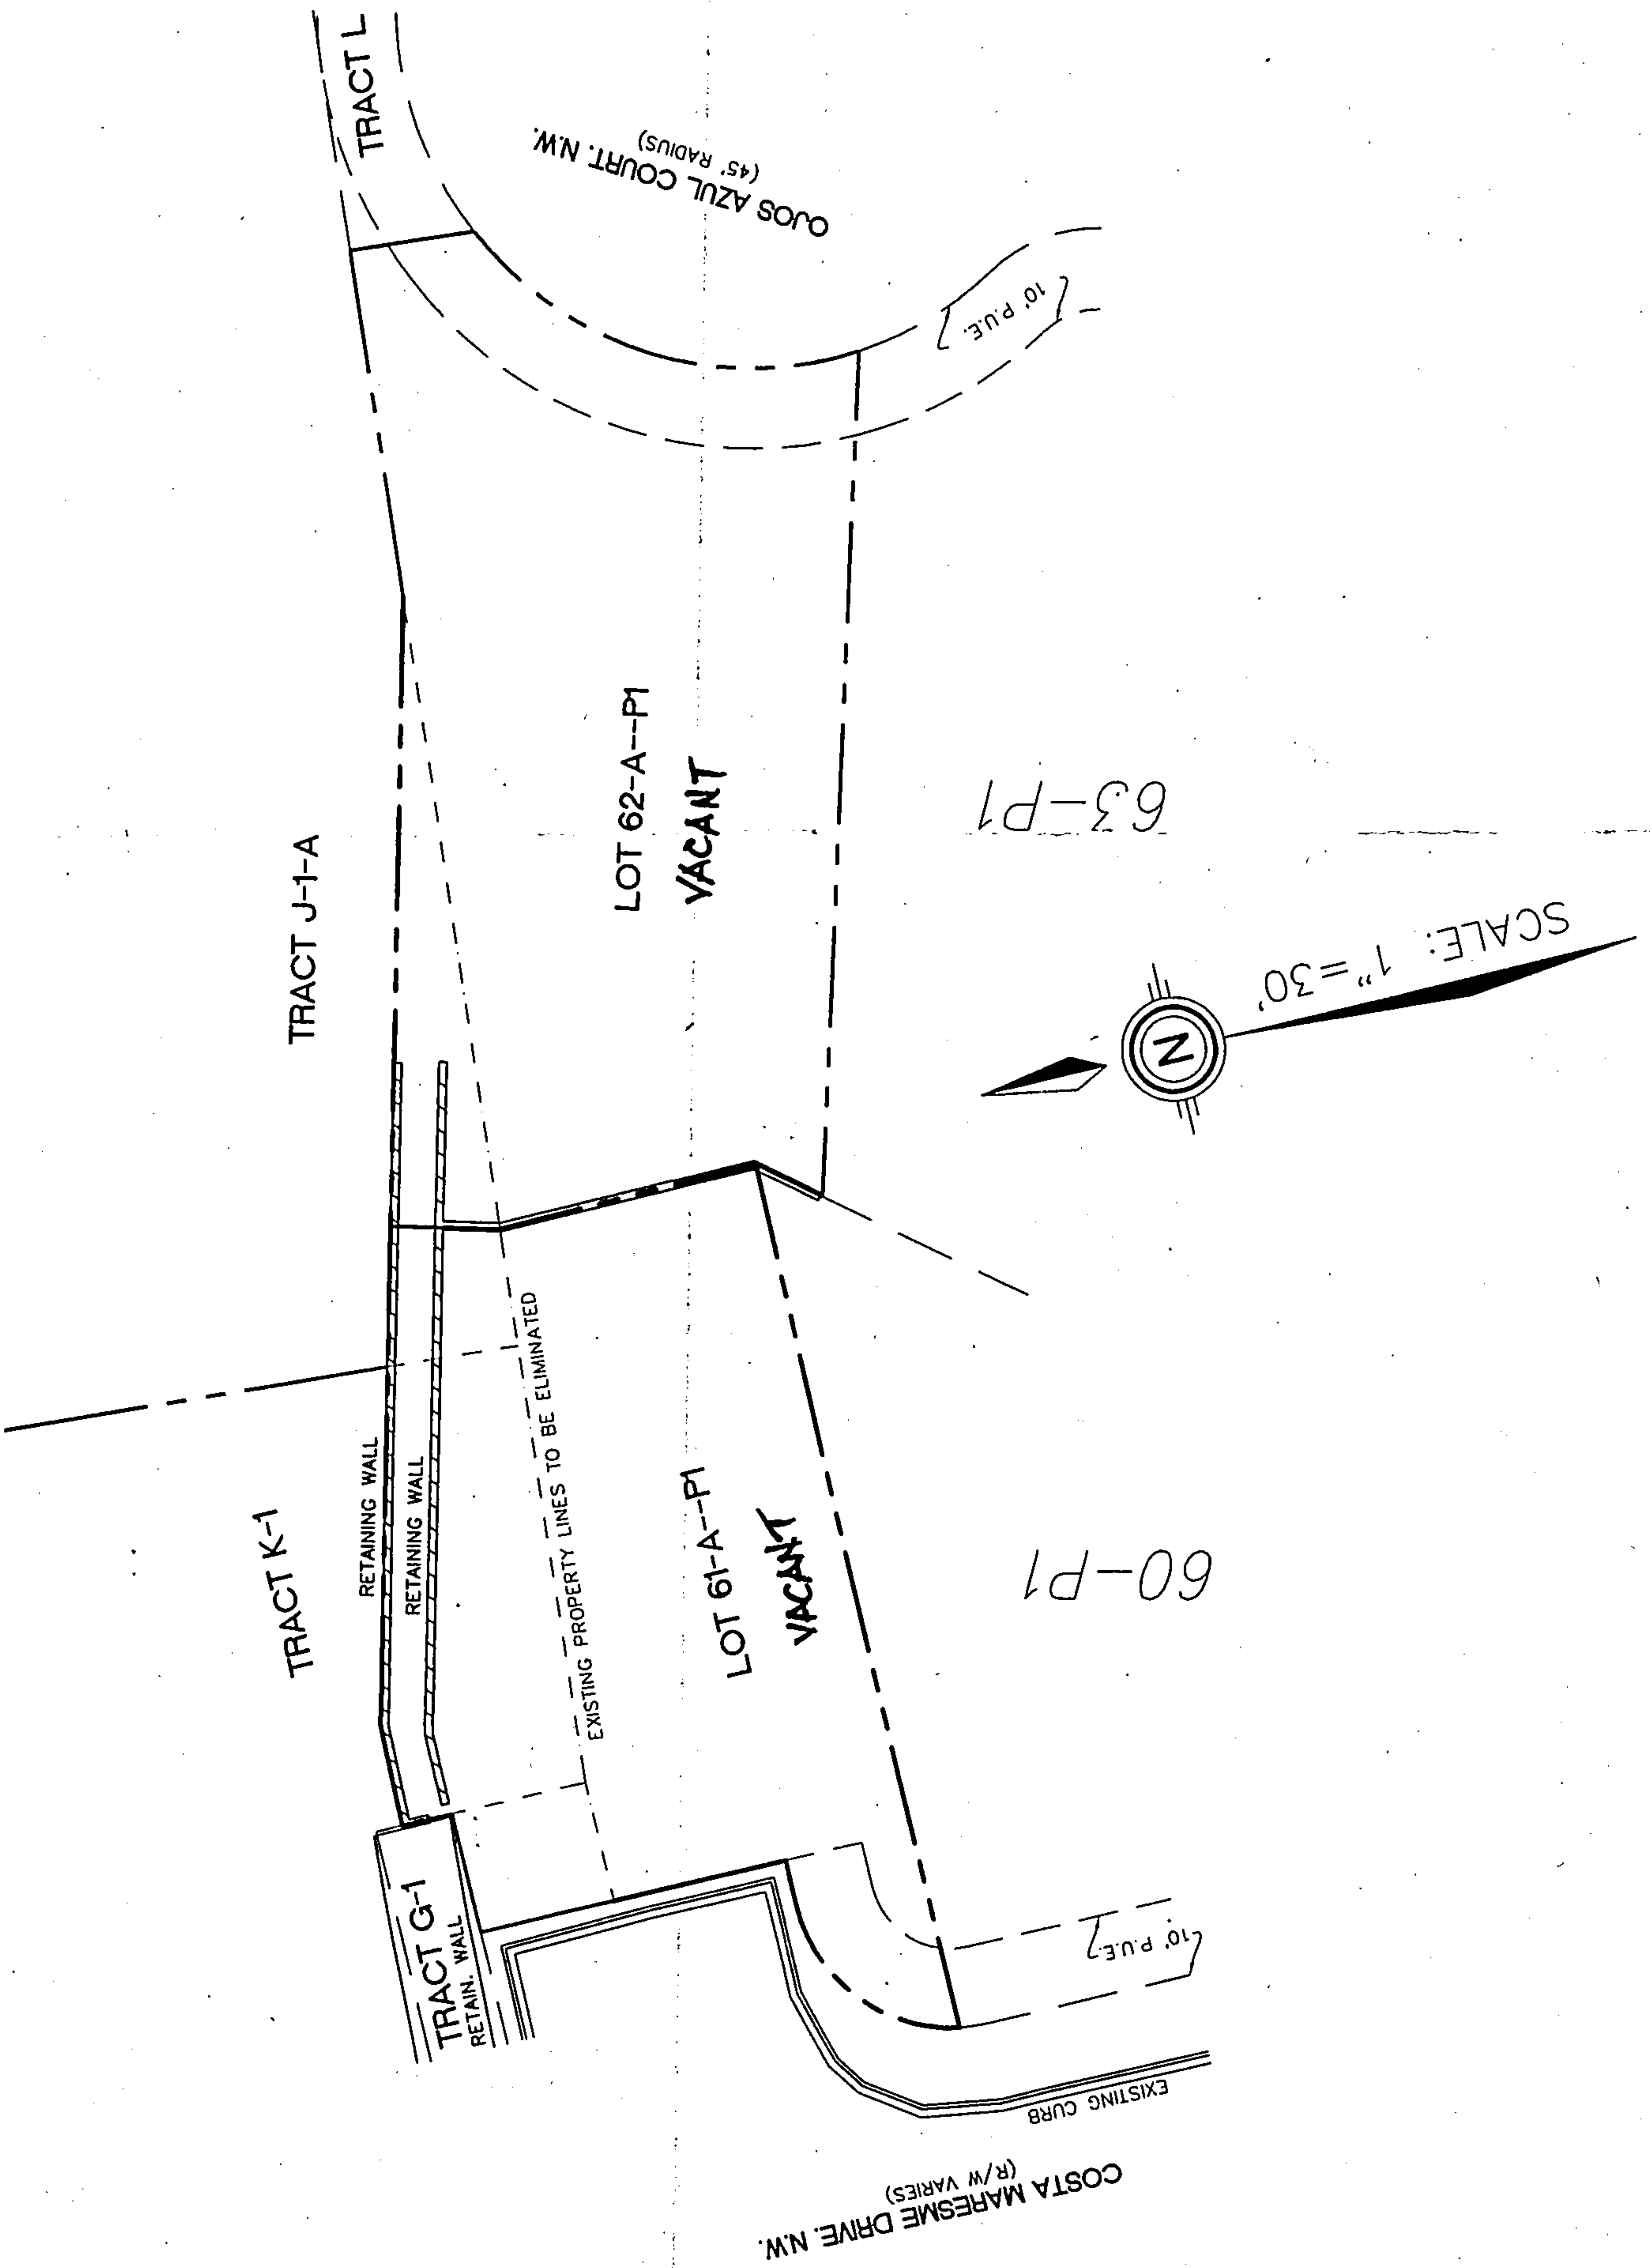 TRACT L
OJOS AZUL COURT. N.W.
(45' RADIUS)
10' P.U.E.
TRACT J-1-A
LOT 62-A--P1
VACANT
63-P1
SCALE: 1"=30'
N
TRACT K-1
RETAINING WALL
RETAINING WALL
EXISTING PROPERTY LINES TO BE ELIMINATED
LOT 61-A--P1
VACANT
60-P1
TRACT G-1
RETAIN. WALL
10' P.U.E.
EXISTING CURB
COSTA MARESME DRIVE. N.W.
(R/W VARIES)